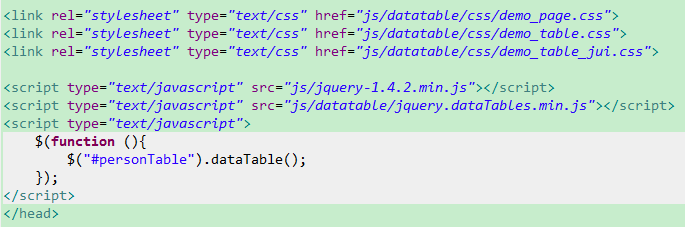 <link rel="stylesheet" type="text/css" href="js/datatable/css/demo_page.css">
<link rel="stylesheet" type="text/css" href="js/datatable/css/demo_table.css">
<link rel="stylesheet" type="text/css" href="js/datatable/css/demo_table_jui.css">
<script type="text/javascript" src="js/jquery-1.4.2.min.js"></script>
<script type="text/javascript" src="js/datatable/jquery.dataTables.min.js"></script>
<script type="text/javascript">
$(function (){
$("#personTable").dataTable();
});
</script>
</head>